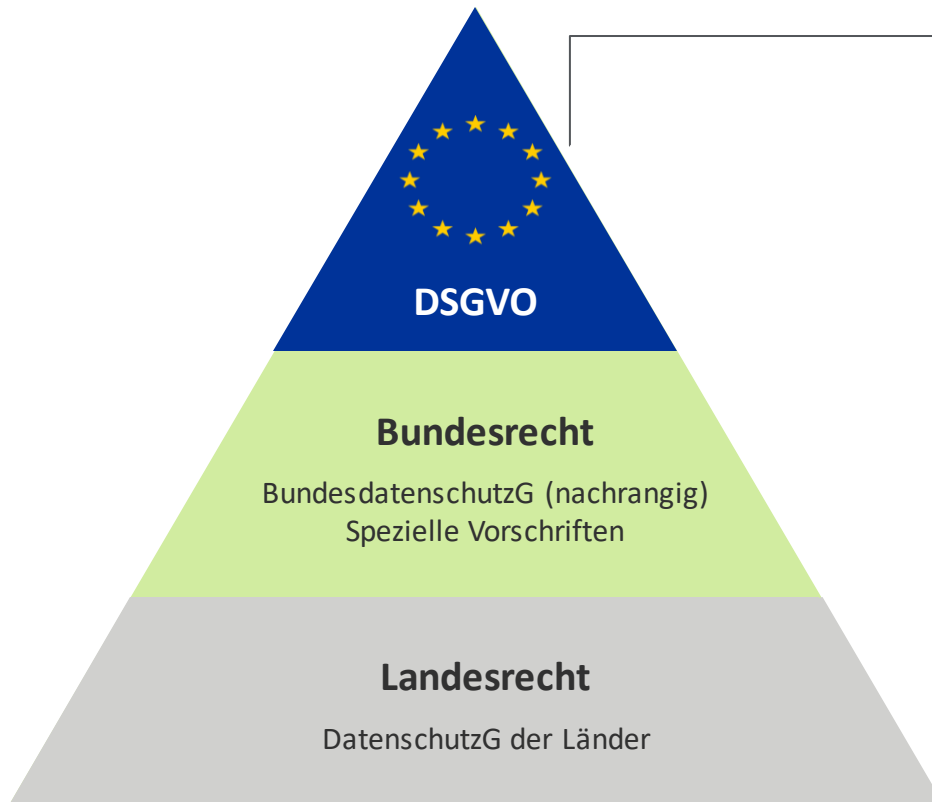 DSGVO
Bundesrecht
BundesdatenschutzG (nachrangig)
Spezielle Vorschriften
Landesrecht
DatenschutzG der Länder